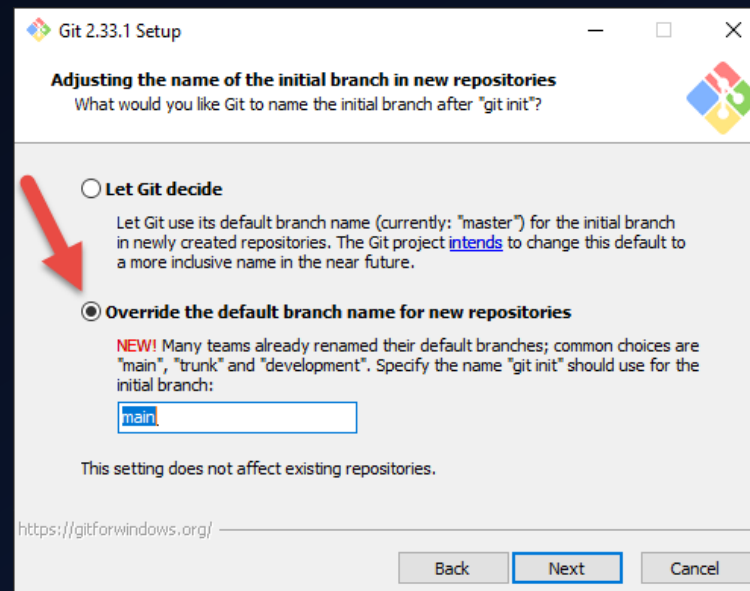 Git 2.33.1 Setup
Adjusting the name of the initial branch in new repositories
What would you like Git to name the initial branch after "git init"?
Let Git decide
Let Git use its default branch name (currently: "master") for the initial branch
in newly created repositories. The Git project intends to change this default to
a more inclusive name in the near future.
Override the default branch name for new repositories
NEW! Many teams already renamed their default branches; common choices are
"main", "trunk" and "development". Specify the name "git init" should use for the
initial branch:
main
This setting does not affect existing repositories.
https://gitforwindows.org/
Back
Next
Cancel